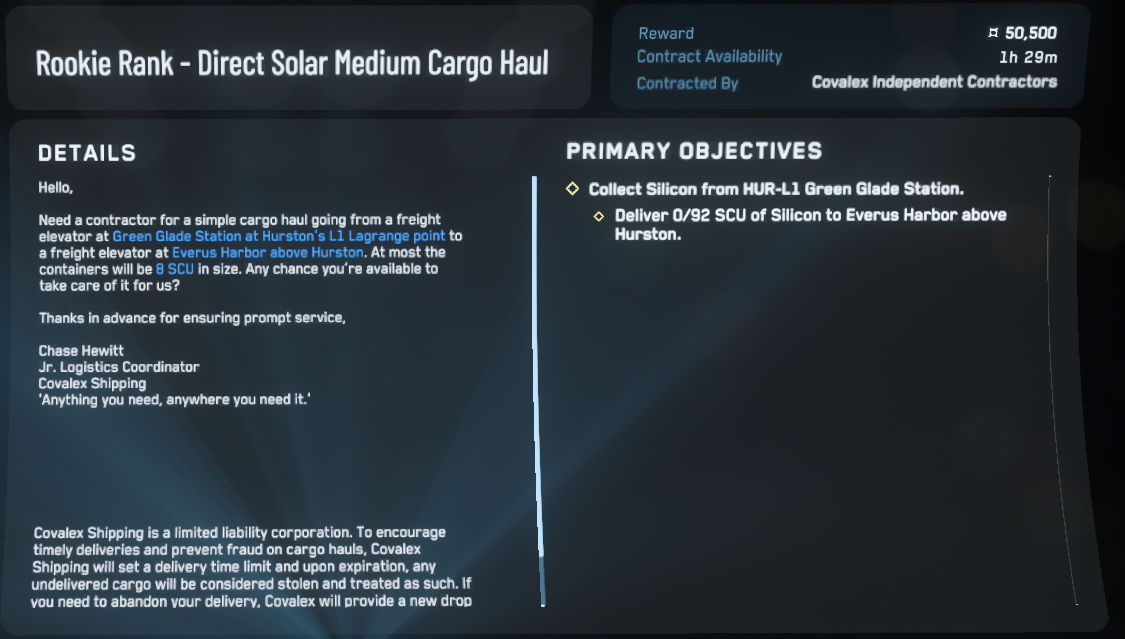 Rookie Rank - Direct Solar Medium Cargo Haul
Reward ¤ 50,500
Contract Availability 1h 29m
Contracted By Covalex Independent Contractors
DETAILS
Hello,
Need a contractor for a simple cargo haul going from a freight
elevator at Green Glade Station at Hurston's L1 Lagrange point to
a freight elevator at Everus Harbor above Hurston. At most the
containers will be 8 SCU in size. Any chance you're available to
take care of it for us?
Thanks in advance for ensuring prompt service,
Chase Hewitt
Jr. Logistics Coordinator
Covalex Shipping
'Anything you need, anywhere you need it.'
Covalex Shipping is a limited liability corporation. To encourage
timely deliveries and prevent fraud on cargo hauls, Covalex
Shipping will set a delivery time limit and upon expiration, any
undelivered cargo will be considered stolen and treated as such. If
you need to abandon your delivery, Covalex will provide a new drop
PRIMARY OBJECTIVES
Collect Silicon from HUR-L1 Green Glade Station.
Deliver 0/92 SCU of Silicon to Everus Harbor above
Hurston.